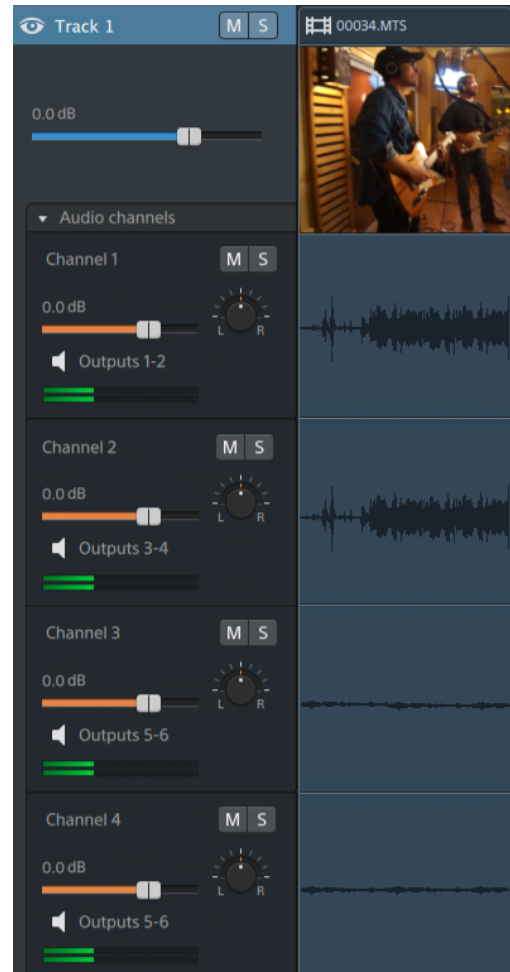 Track 1 M S 00034.MTS
0.0 dB
Audio channels
Channel 1 M S
0.0 dB
L R
Outputs 1-2
Channel 2 M S
0.0 dB
L R
Outputs 3-4
Channel 3 M S
0.0 dB
L R
Outputs 5-6
Channel 4 M S
0.0 dB
L R
Outputs 5-6